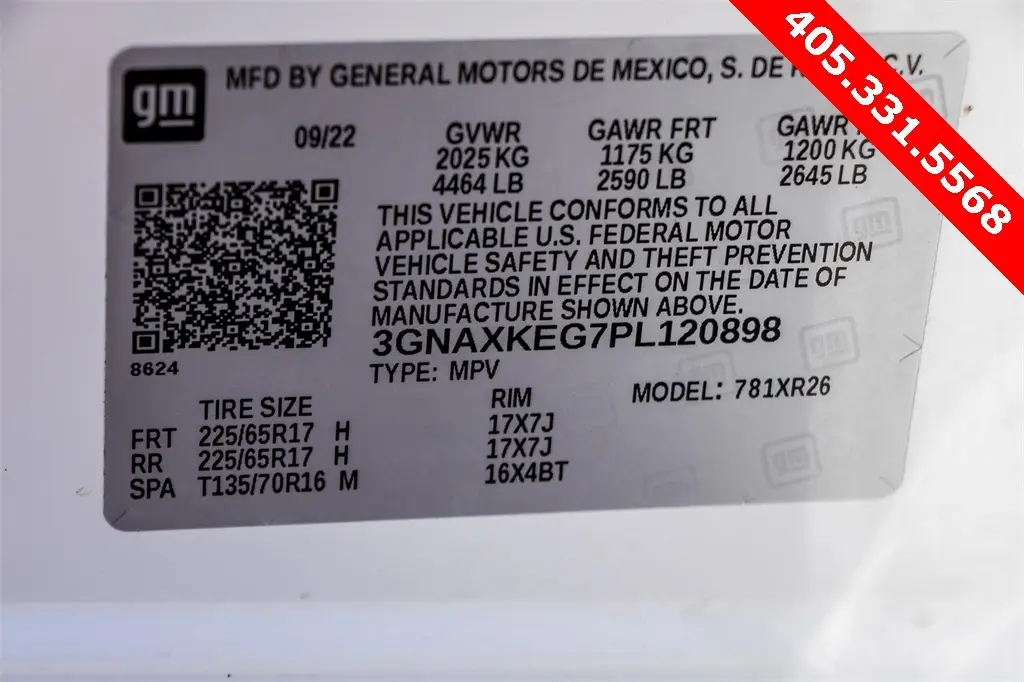 gm
MFD BY GENERAL MOTORS DE MEXICO, S. DE C.V.
405.331.5568
09/22 GVWR GAWR FRT GAWR
2025 KG 1175 KG 1200 KG
4464 LB 2590 LB 2645 LB
THIS VEHICLE CONFORMS TO ALL
APPLICABLE U.S. FEDERAL MOTOR
VEHICLE SAFETY AND THEFT PREVENTION
STANDARDS IN EFFECT ON THE DATE OF
MANUFACTURE SHOWN ABOVE.
3GNAXKEG7PL120898
8624
TYPE: MPV MODEL: 781XR26
TIRE SIZE RIM
FRT 225/65R17 H 17X7J
RR 225/65R17 H 17X7J
SPA T135/70R16 M 16X4BT